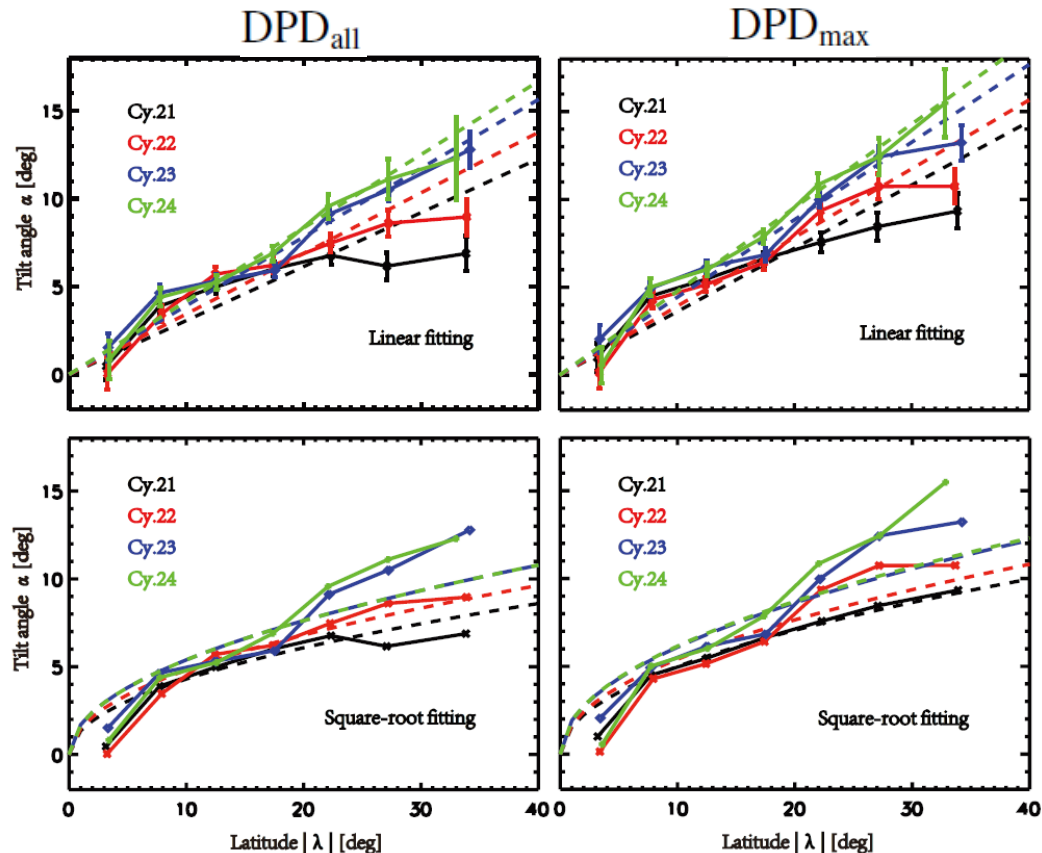 DPD_all
DPD_max
Tilt angle α [deg]
15
10
5
0
Cy.21
Cy.22
Cy.23
Cy.24
Linear fitting
Cy.21
Cy.22
Cy.23
Cy.24
Linear fitting
Tilt angle α [deg]
15
10
5
0
Cy.21
Cy.22
Cy.23
Cy.24
Square-root fitting
0 10 20 30 40
Latitude |λ| [deg]
Cy.21
Cy.22
Cy.23
Cy.24
Square-root fitting
10 20 30 40
Latitude |λ| [deg]